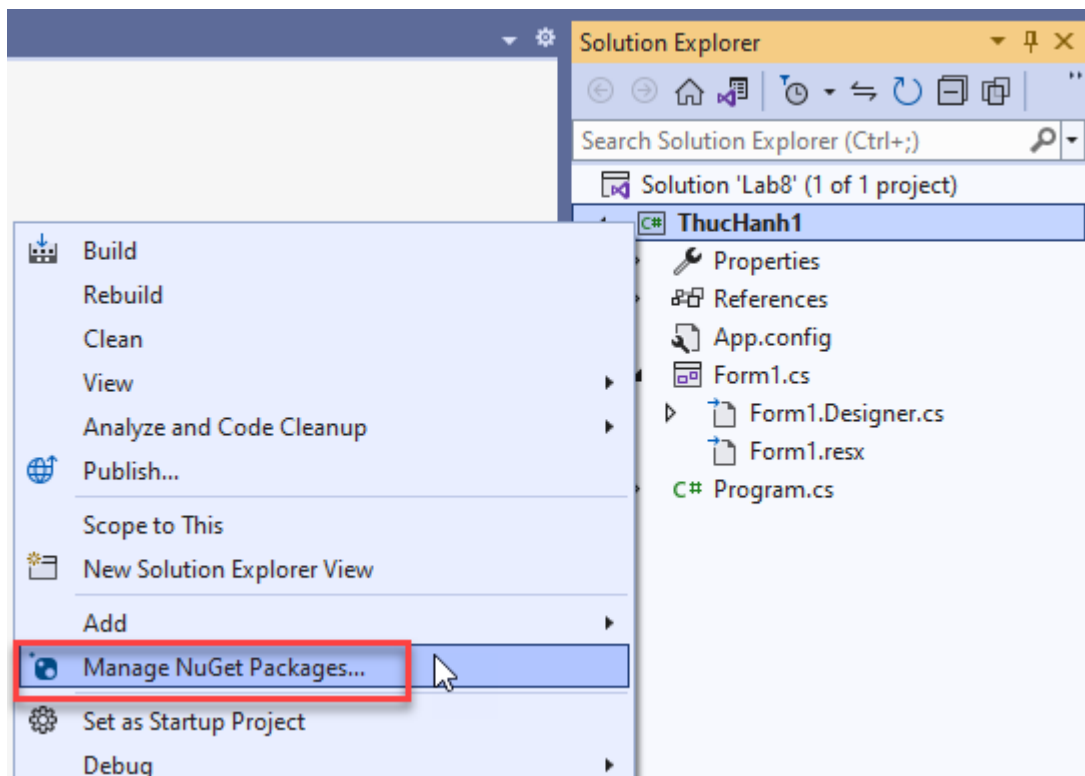 Solution Explorer
Search Solution Explorer (Ctrl+;)
Solution 'Lab8' (1 of 1 project)
C# ThucHanh1
Properties
References
App.config
Form1.cs
Form1.Designer.cs
Form1.resx
C# Program.cs
Build
Rebuild
Clean
View
Analyze and Code Cleanup
Publish...
Scope to This
New Solution Explorer View
Add
Manage NuGet Packages...
Set as Startup Project
Debug